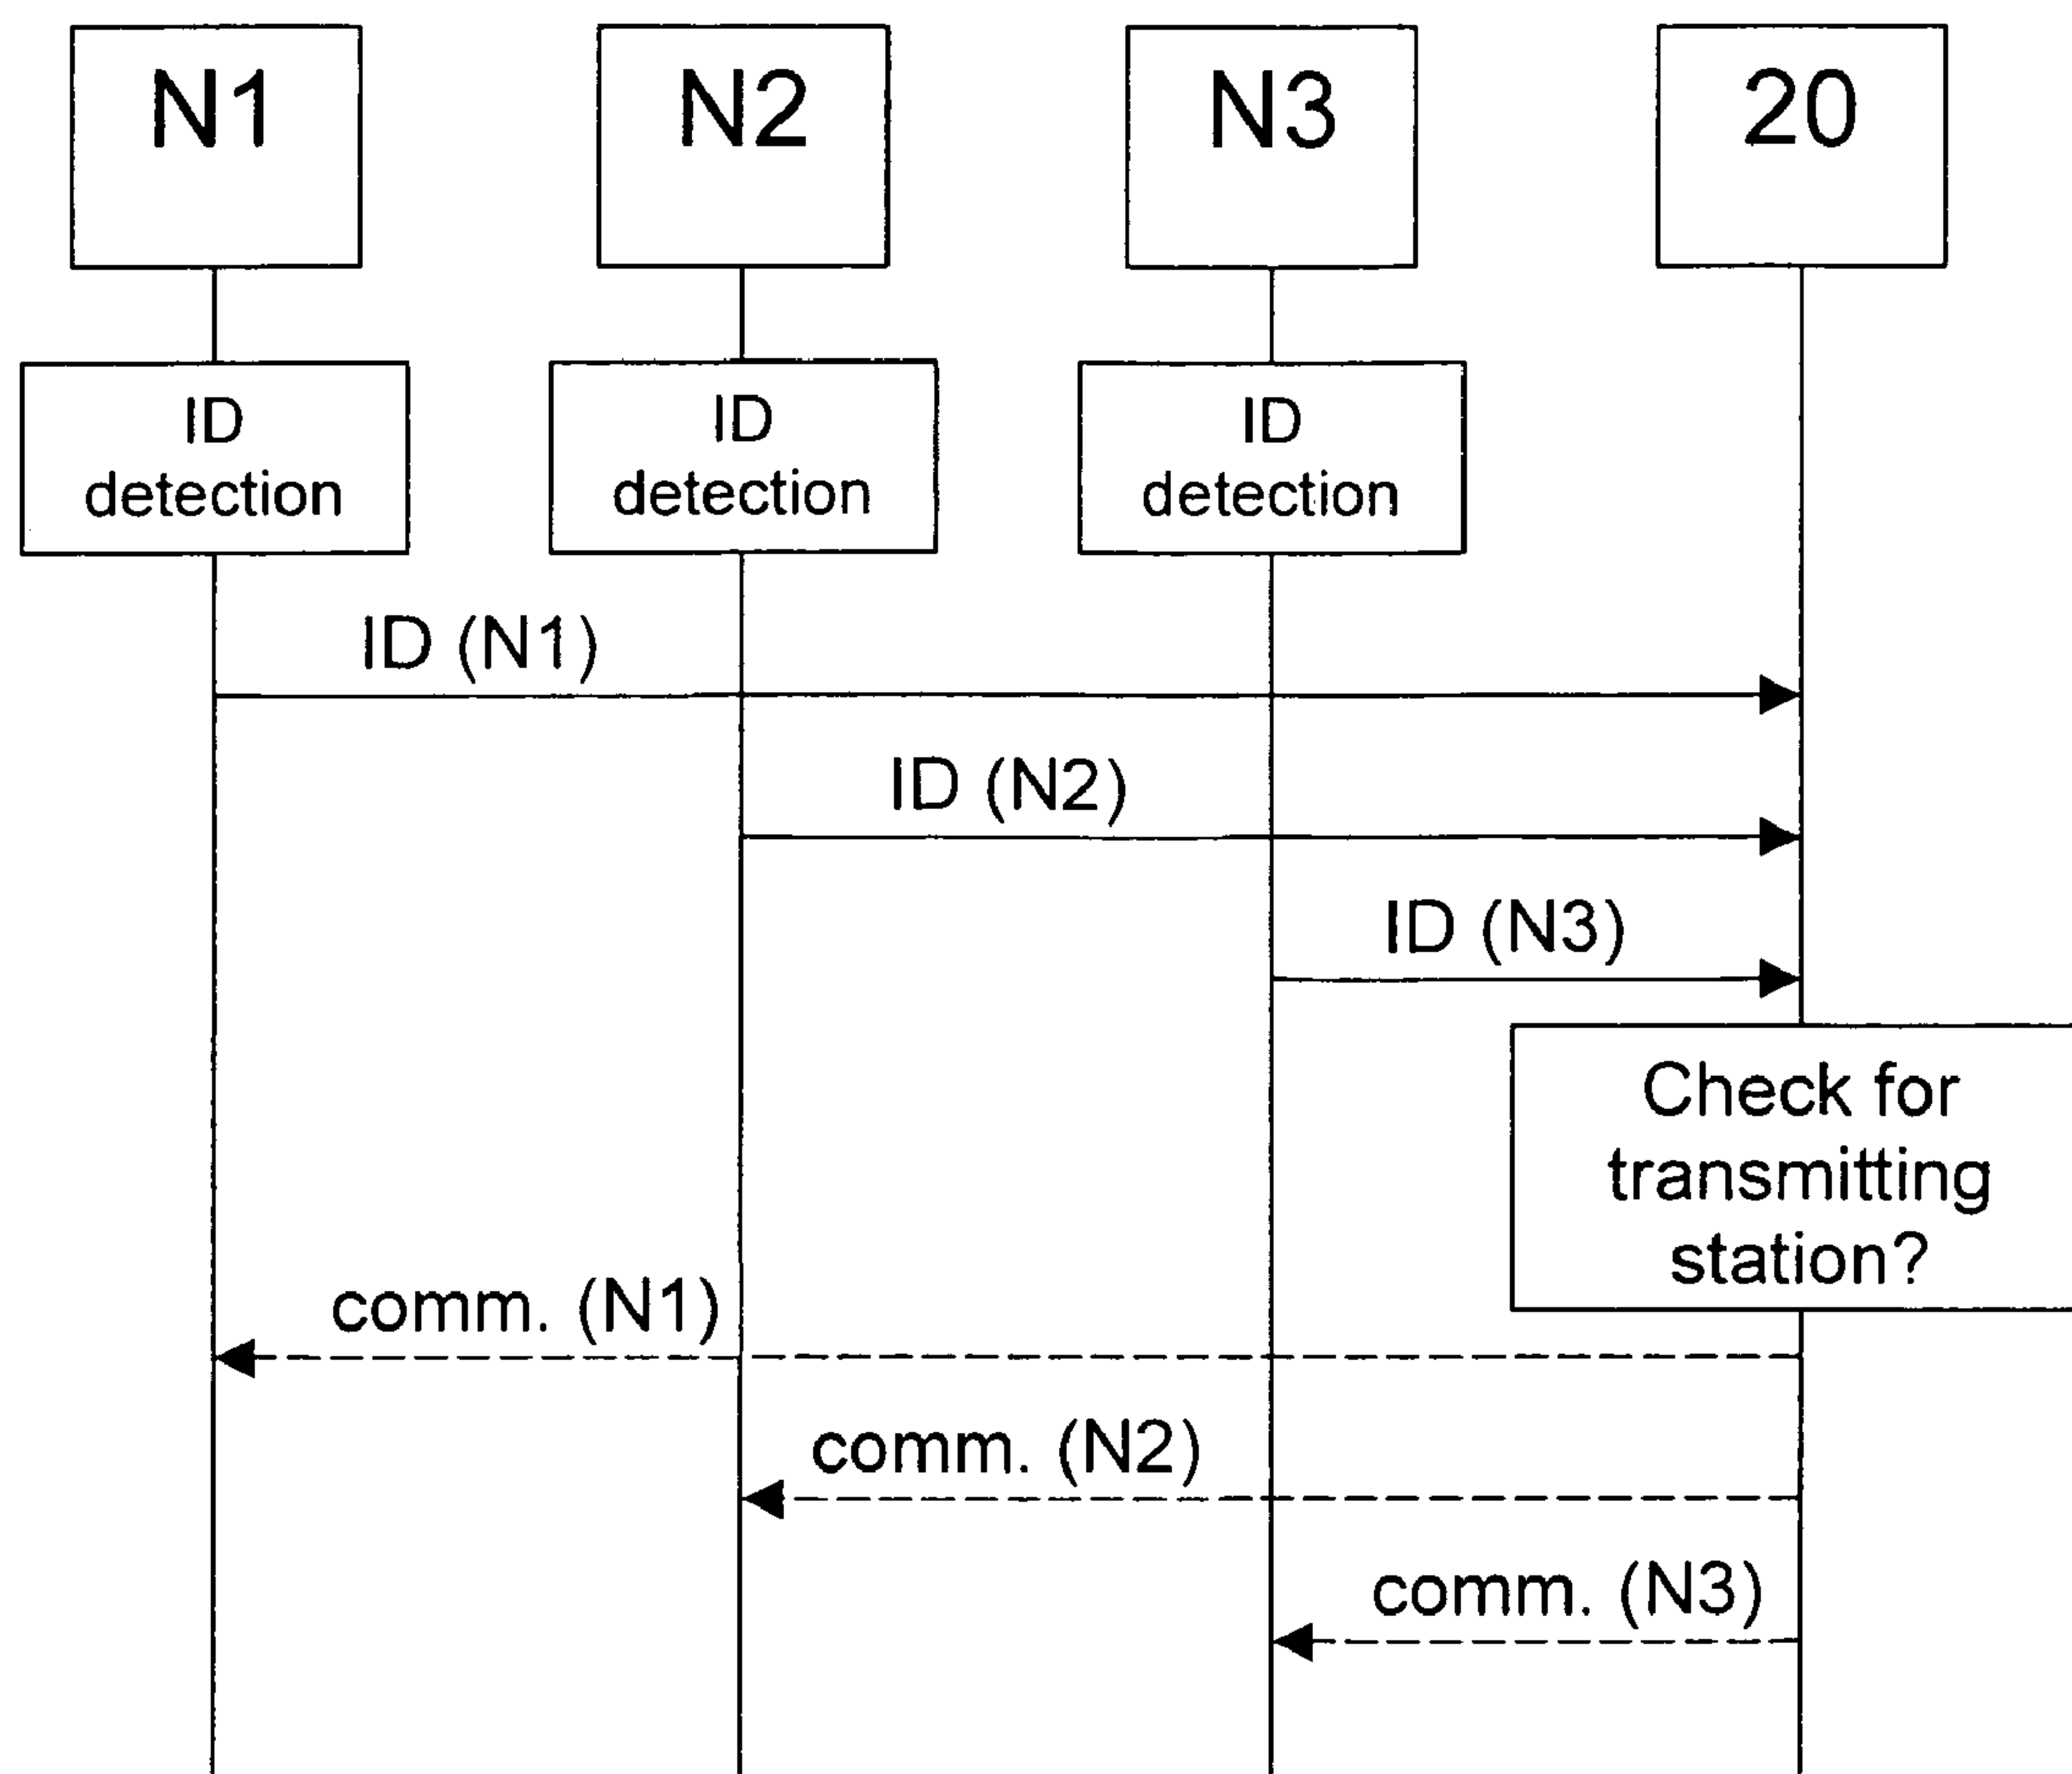 N1
N2
N3
20
ID
detection
ID
detection
ID
detection
ID (N1)
ID (N2)
ID (N3)
Check for
transmitting
station?
comm. (N1)
comm. (N2)
comm. (N3)